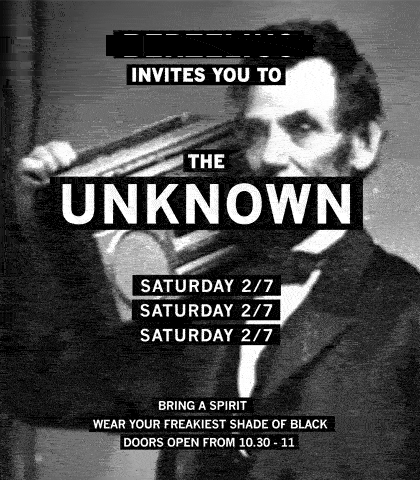 INVITES YOU TO
THE
UNKNOWN
SATURDAY 2/7
SATURDAY 2/7
SATURDAY 2/7
BRING A SPIRIT
WEAR YOUR FREAKIEST SHADE OF BLACK
DOORS OPEN FROM 10.30 - 11